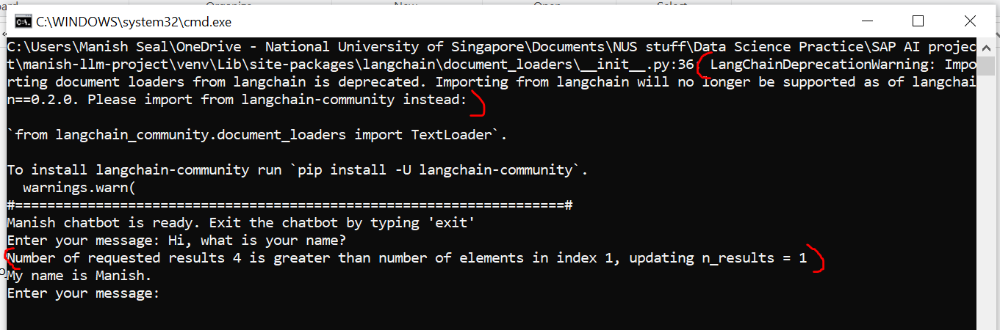 C:\WINDOWS\system32\cmd.exe
C:\Users\Manish Seal\OneDrive - National University of Singapore\Documents\NUS stuff\Data Science Practice\SAP AI projec
t\manish-llm-project\venv\Lib\site-packages\langchain\document_loaders\__init__.py:36: LangChainDeprecationWarning: Impo
rting document loaders from langchain is deprecated. Importing from langchain will no longer be supported as of langchai
n==0.2.0. Please import from langchain-community instead:
`from langchain_community.document_loaders import TextLoader`.
To install langchain-community run `pip install -U langchain-community`.
warnings.warn(
#====================================================================#
Manish chatbot is ready. Exit the chatbot by typing 'exit'
Enter your message: Hi, what is your name?
Number of requested results 4 is greater than number of elements in index 1, updating n_results = 1
My name is Manish.
Enter your message: